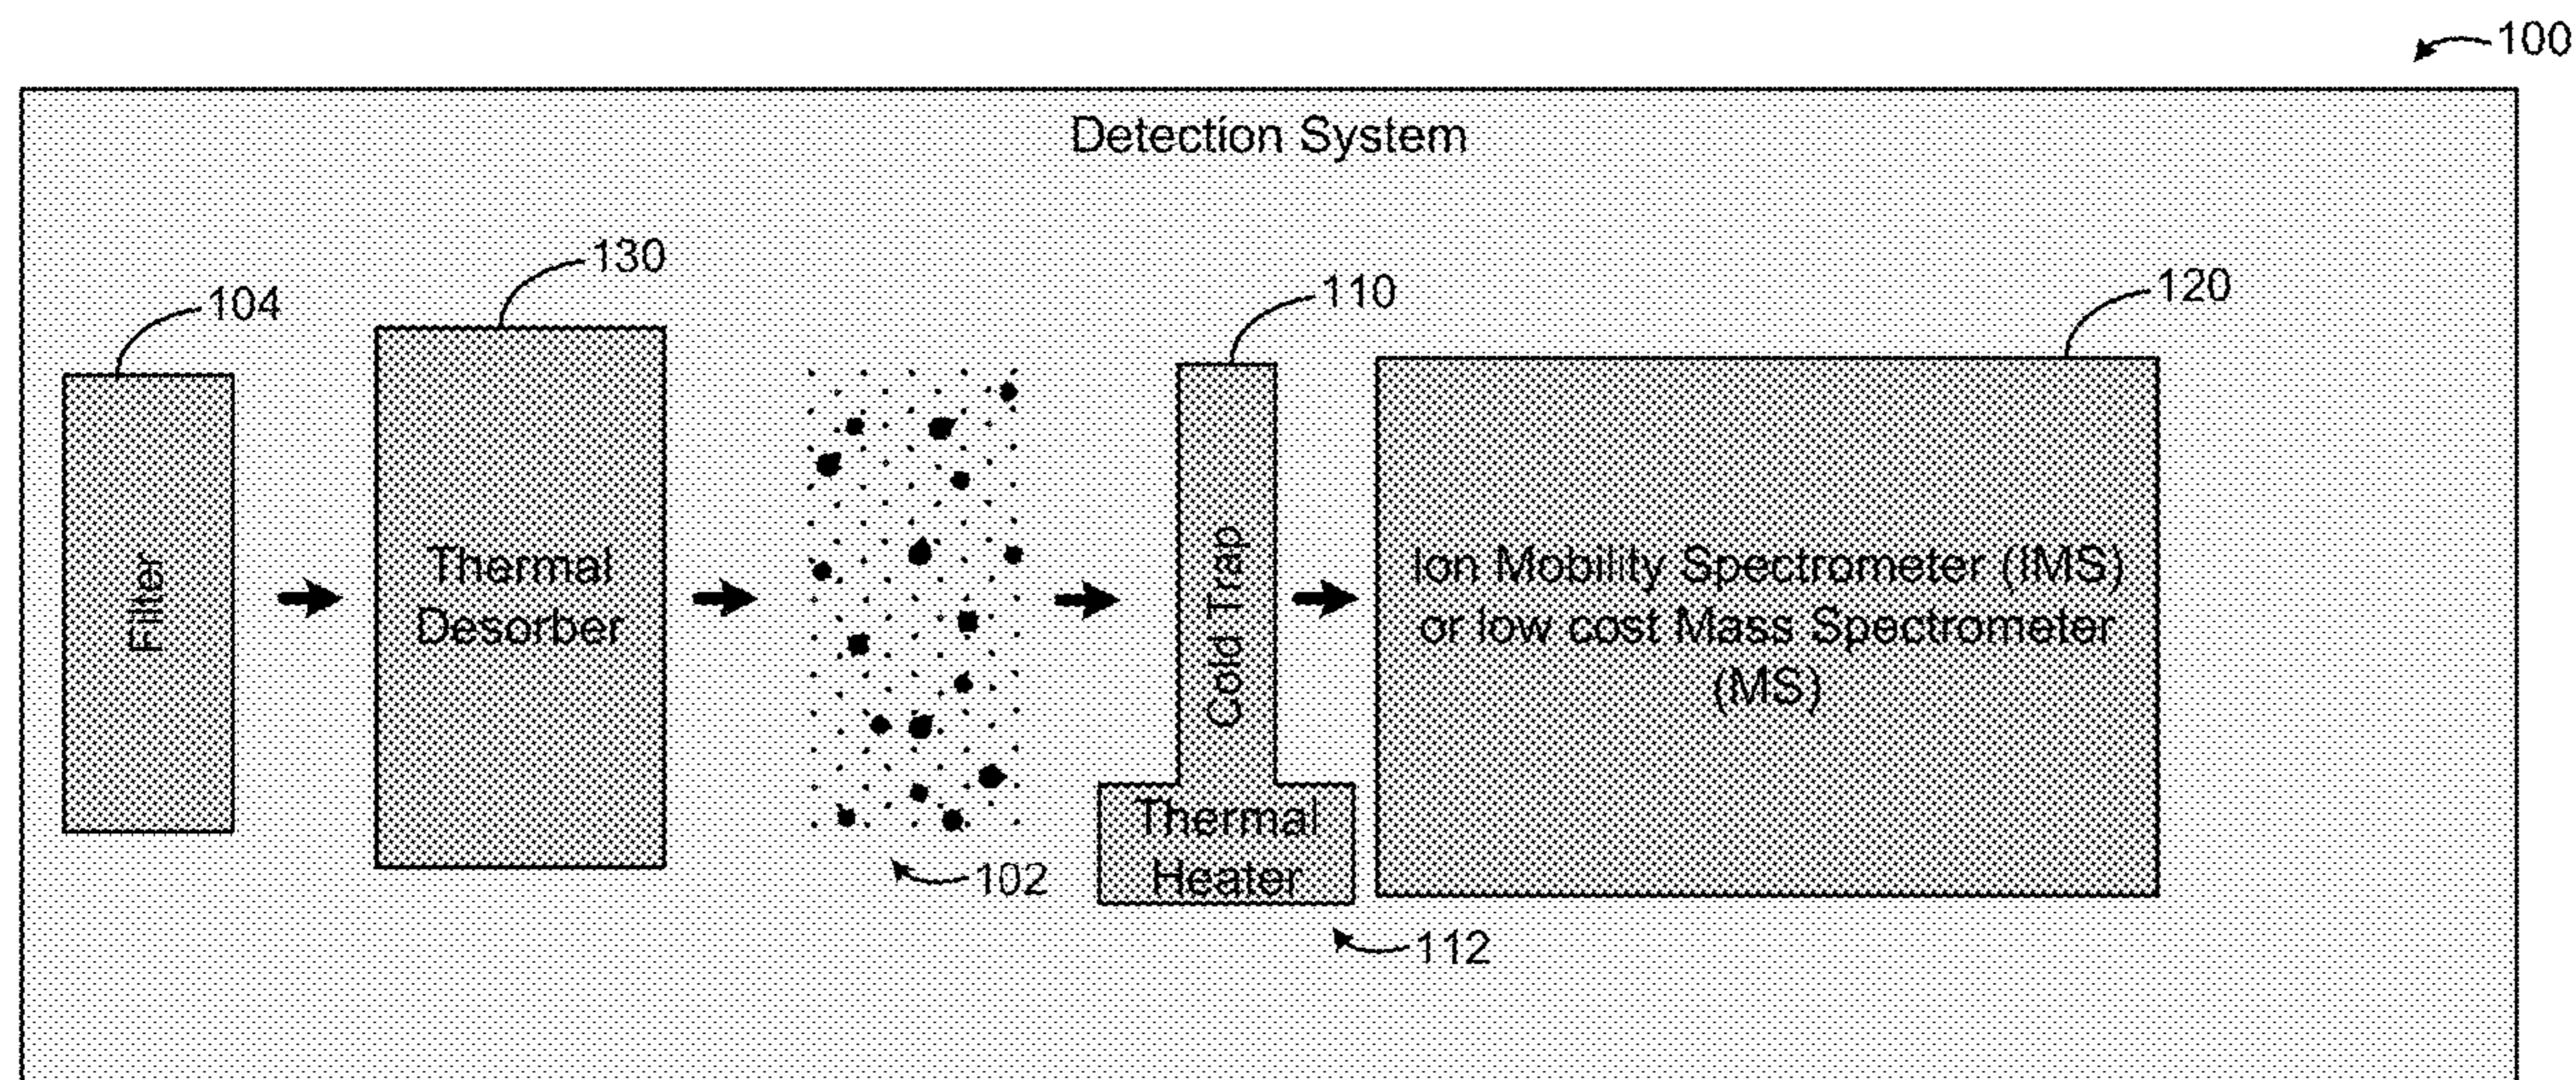 100
Detection System
130
104
110
120
Filter
Thermal
Desorber
Cold Trap
Ion Mobility Spectrometer (IMS)
or low cost Mass Spectrometer
(MS)
Thermal
Heater
102
112